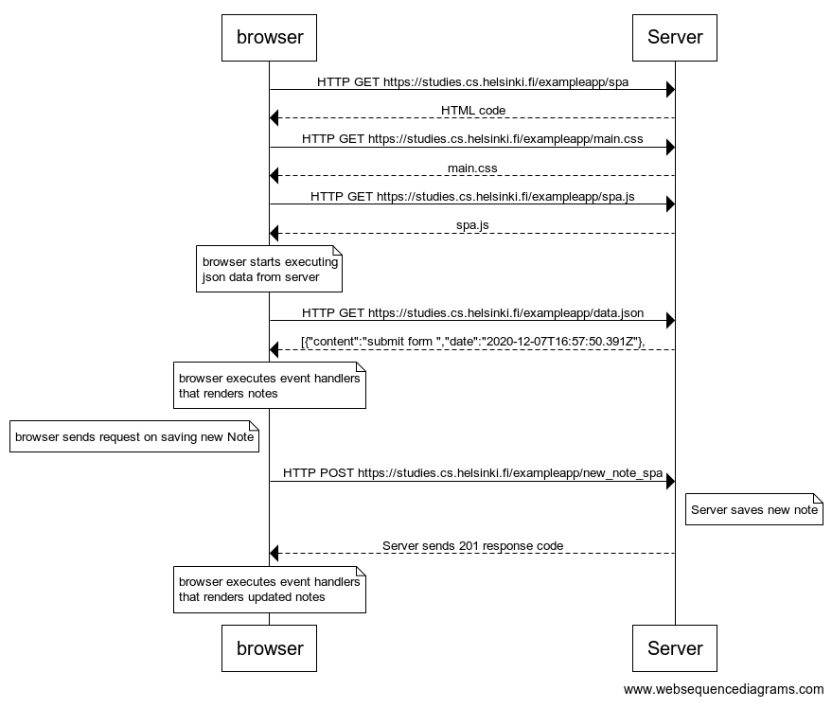 browser
Server
HTTP GET https://studies.cs.helsinki.fi/exampleapp/spa
HTML code
HTTP GET https://studies.cs.helsinki.fi/exampleapp/main.css
main.css
HTTP GET https://studies.cs.helsinki.fi/exampleapp/spa.js
spa.js
browser starts executing
json data from server
HTTP GET https://studies.cs.helsinki.fi/exampleapp/data.json
[{"content":"submit form ","date":"2020-12-07T16:57:50.391Z"},
browser executes event handlers
that renders notes
browser sends request on saving new Note
HTTP POST https://studies.cs.helsinki.fi/exampleapp/new_note_spa
Server saves new note
Server sends 201 response code
browser executes event handlers
that renders updated notes
browser
Server
www.websequencediagrams.com